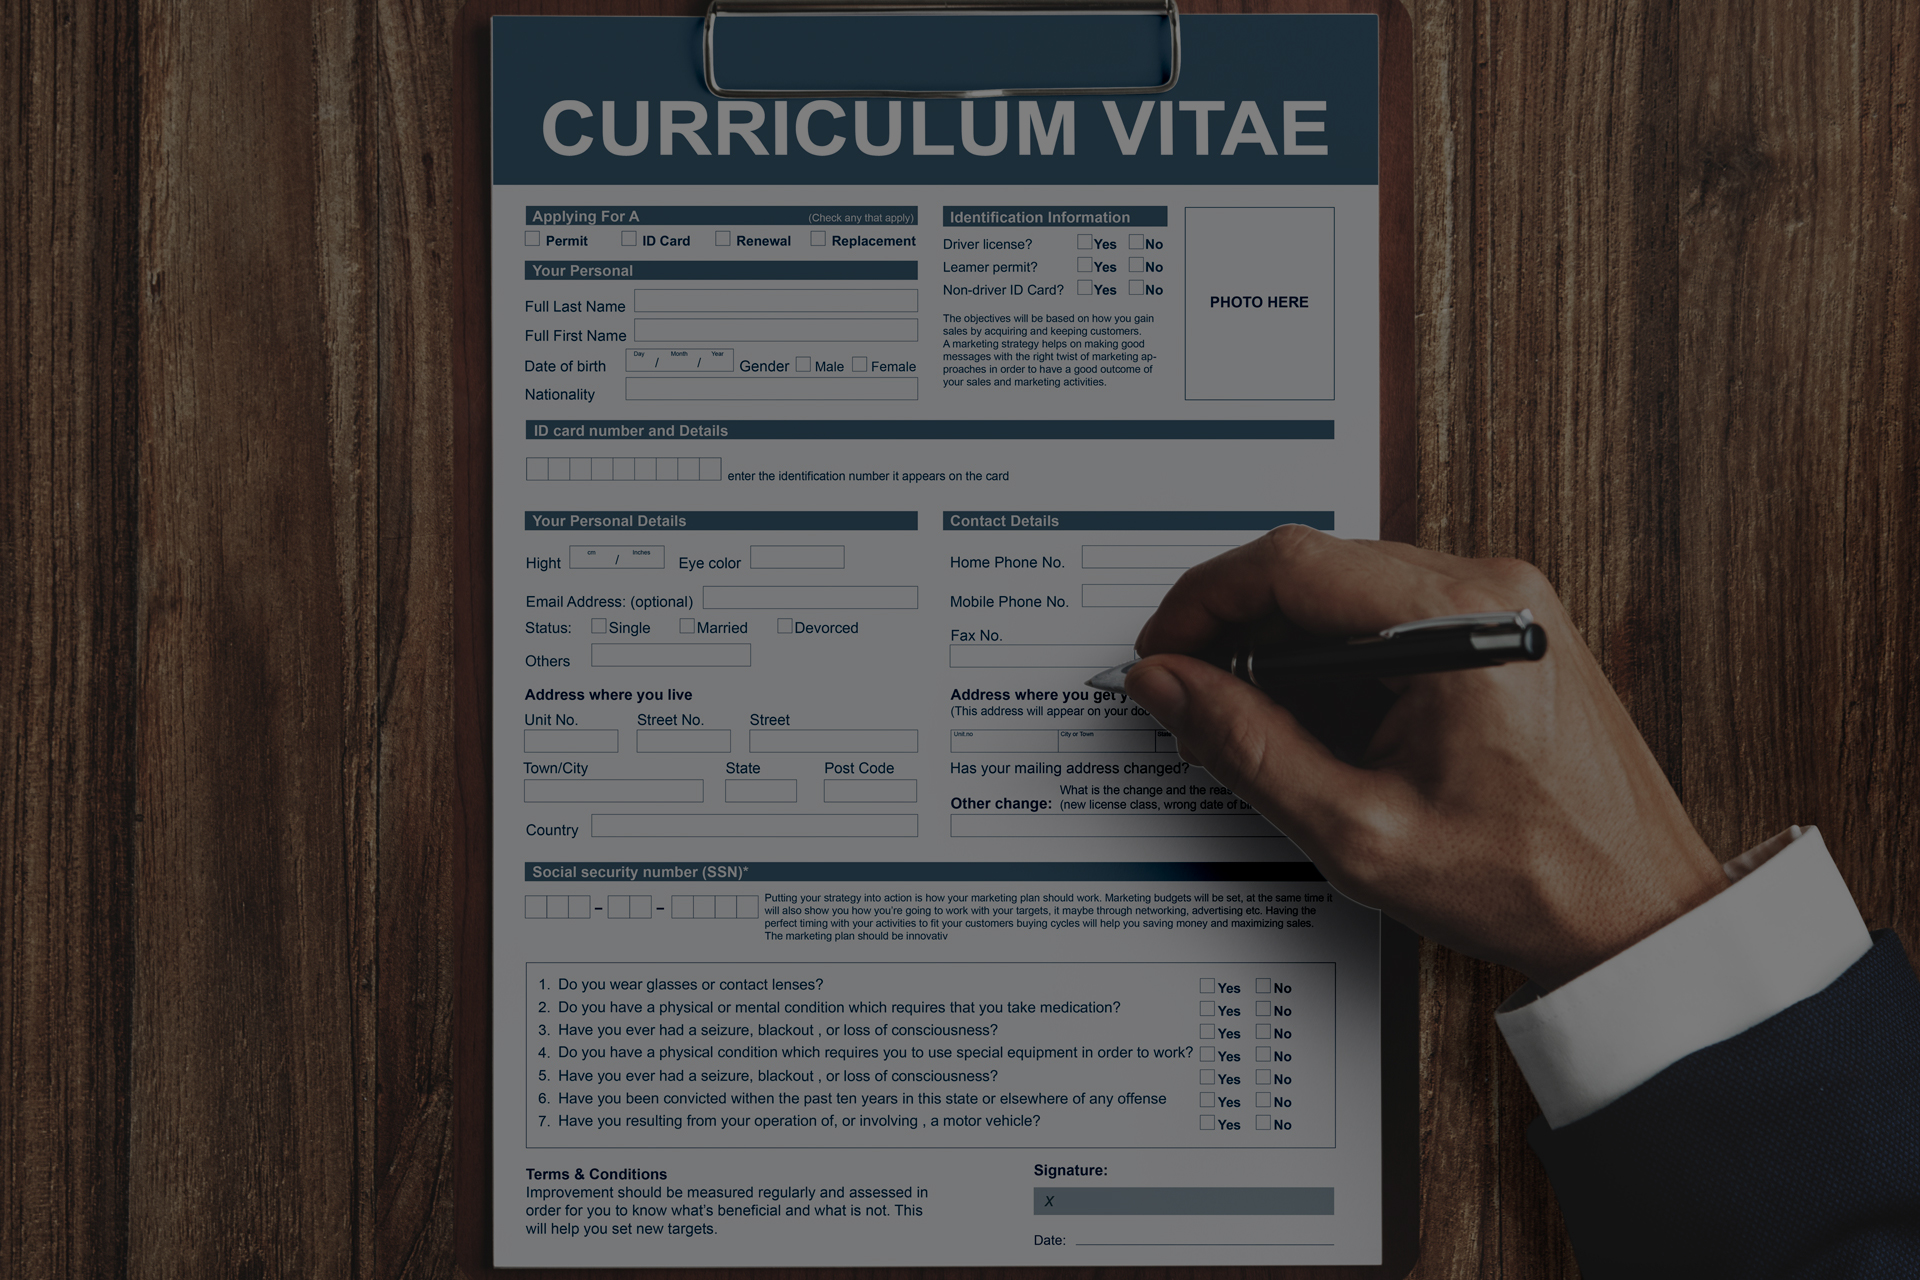 CURRICULUM VITAE
Applying For A (Check any that apply)
Permit ID Card Renewal Replacement
Your Personal
Full Last Name
Full First Name
Day Month Year
Date of birth / / Gender Male Female
Nationality
Identification Information
Driver license? Yes No
Leamer permit? Yes No
Non-driver ID Card? Yes No
The objectives will be based on how you gain
sales by acquiring and keeping customers.
A marketing strategy helps on making good
messages with the right twist of marketing ap-
proaches in order to have a good outcome of
your sales and marketing activities.
PHOTO HERE
ID card number and Details
enter the identification number it appears on the card
Your Personal Details
cm Inches
Hight / Eye color
Email Address: (optional)
Status: Single Married Devorced
Others
Address where you live
Unit No. Street No. Street
Town/City State Post Code
Country
Contact Details
Home Phone No.
Mobile Phone No.
Fax No.
Address where you get
(This address will appear on your
Unit no City or Town
Has your mailing address changed?
What is the change and the
Other change: (new license class, wrong date of
Social security number (SSN)*
– –
Putting your strategy into action is how your marketing plan should work. Marketing budgets will be set, at the same time it
will also show you how you're going to work with your targets, it maybe through networking, advertising etc. Having the
perfect timing with your activities to fit your customers buying cycles will help you saving money and maximizing sales.
The marketing plan should be innovativ
1. Do you wear glasses or contact lenses? Yes No
2. Do you have a physical or mental condition which requires that you take medication? Yes No
3. Have you ever had a seizure, blackout , or loss of consciousness? Yes No
4. Do you have a physical condition which requires you to use special equipment in order to work? Yes No
5. Have you ever had a seizure, blackout , or loss of consciousness? Yes No
6. Have you been convicted withen the past ten years in this state or elsewhere of any offense Yes No
7. Have you resulting from your operation of, or involving , a motor vehicle? Yes No
Terms & Conditions
Improvement should be measured regularly and assessed in
order for you to know what's beneficial and what is not. This
will help you set new targets.
Signature:
X
Date: